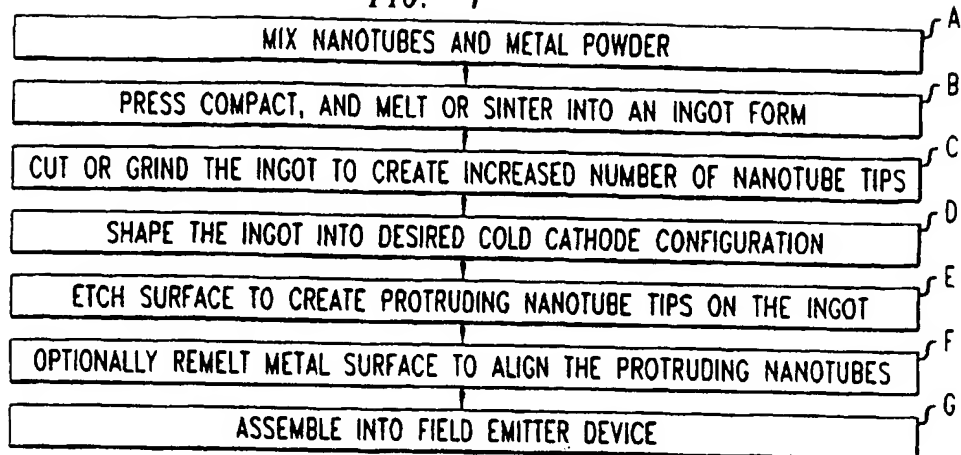 FIG. 1
A
MIX NANOTUBES AND METAL POWDER
B
PRESS COMPACT, AND MELT OR SINTER INTO AN INGOT FORM
C
CUT OR GRIND THE INGOT TO CREATE INCREASED NUMBER OF NANOTUBE TIPS
D
SHAPE THE INGOT INTO DESIRED COLD CATHODE CONFIGURATION
E
ETCH SURFACE TO CREATE PROTRUDING NANOTUBE TIPS ON THE INGOT
F
OPTIONALLY REMELT METAL SURFACE TO ALIGN THE PROTRUDING NANOTUBES
G
ASSEMBLE INTO FIELD EMITTER DEVICE